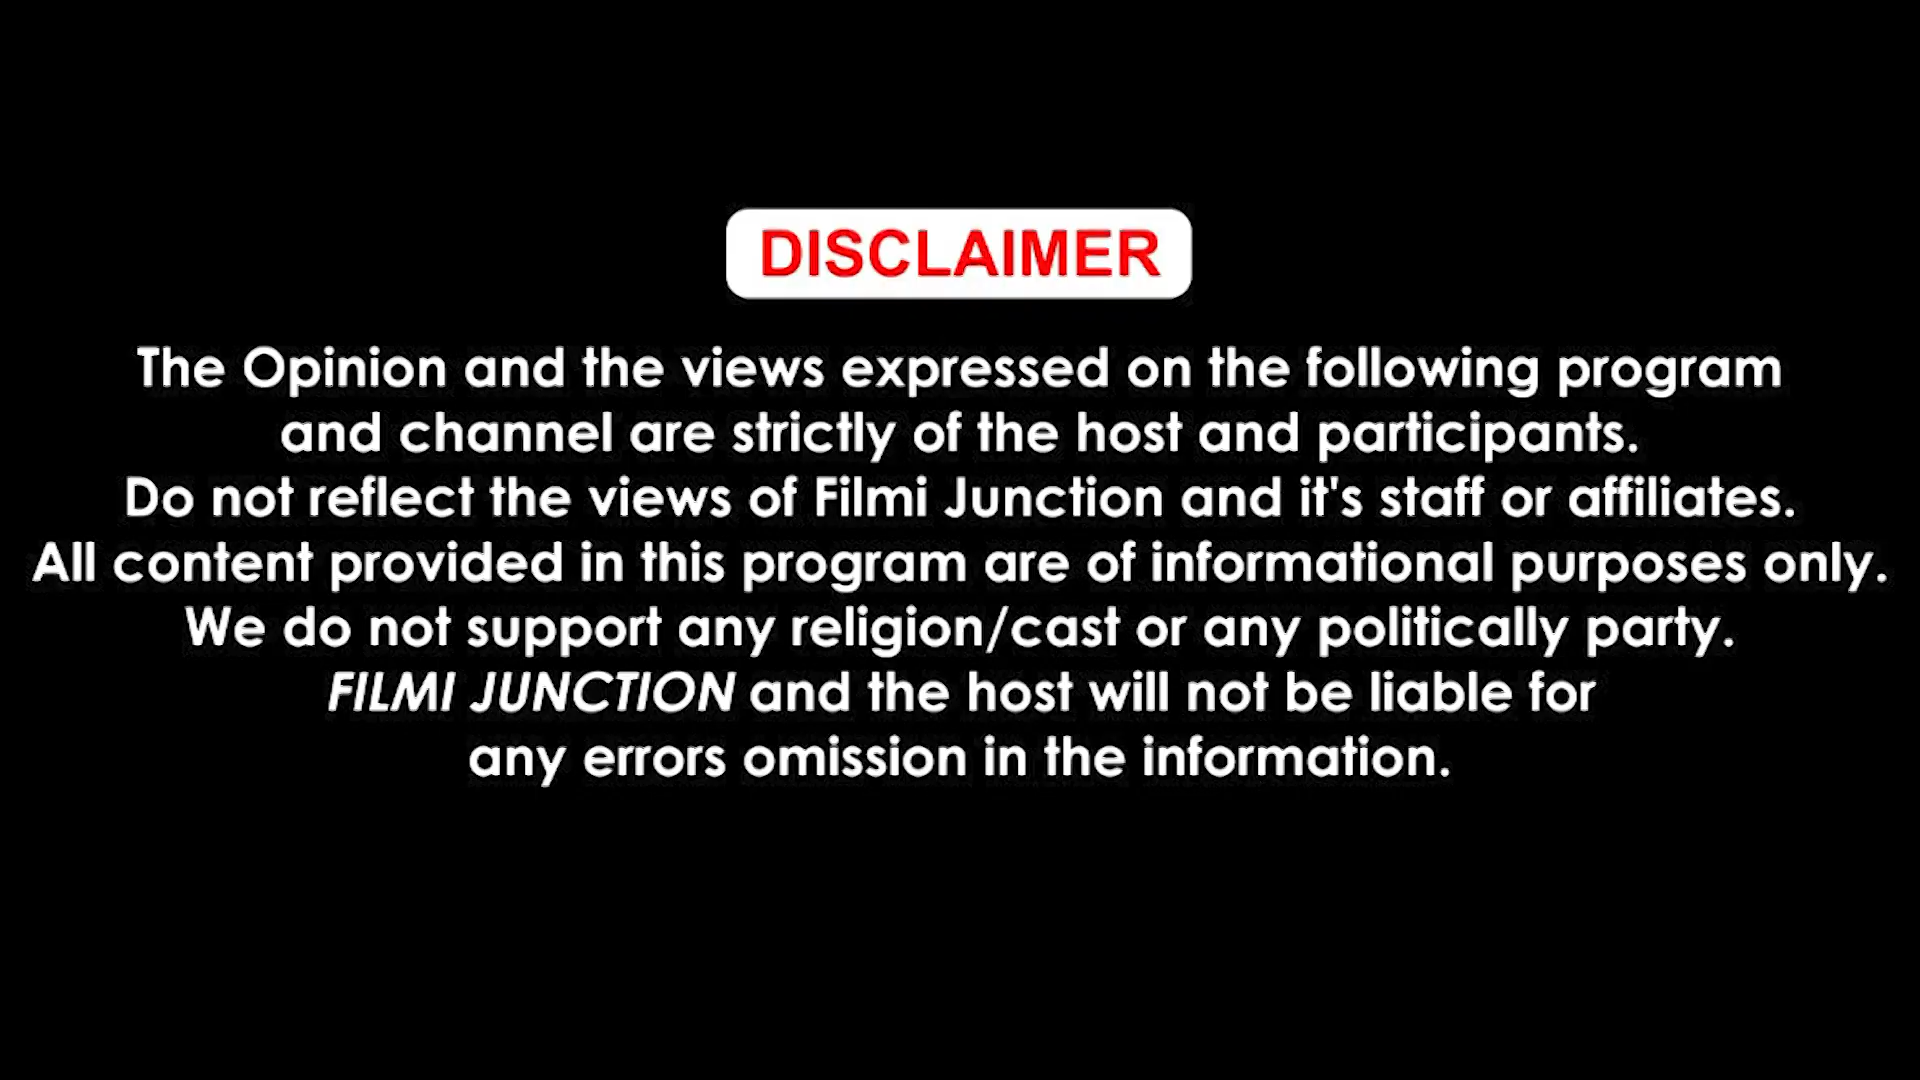 DISCLAIMER
The Opinion and the views expressed on the following program
and channel are strictly of the host and participants.
Do not reflect the views of Filmi Junction and it's staff or affiliates.
All content provided in this program are of informational purposes only.
We do not support any religion/cast or any politically party.
FILMI JUNCTION and the host will not be liable for
any errors omission in the information.